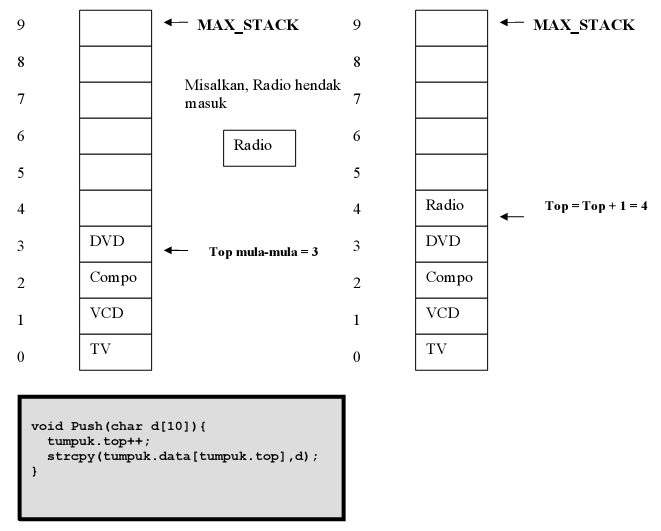 9
MAX_STACK
8
Misalkan, Radio hendak
7
masuk
6
Radio
5
4
3
DVD
Top mula-mula = 3
2
Compo
1
VCD
0
TV
9
MAX_STACK
8
7
6
5
4
Radio
Top = Top + 1 = 4
3
DVD
2
Compo
1
VCD
0
TV
void Push(char d[10]){
tumpuk.top++;
strcpy(tumpuk.data[tumpuk.top],d);
}